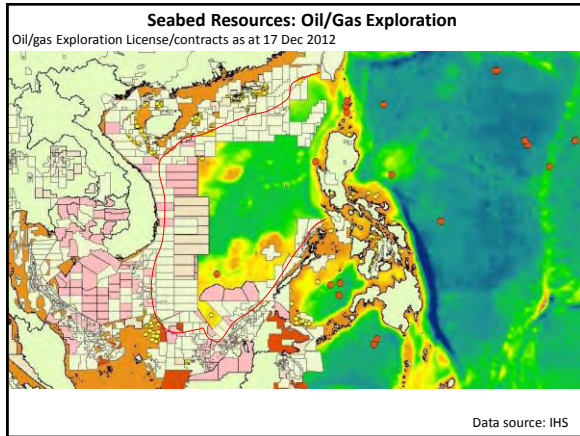 Seabed Resources: Oil/Gas Exploration
Oil/gas Exploration License/contracts as at 17 Dec 2012
Data source: IHS